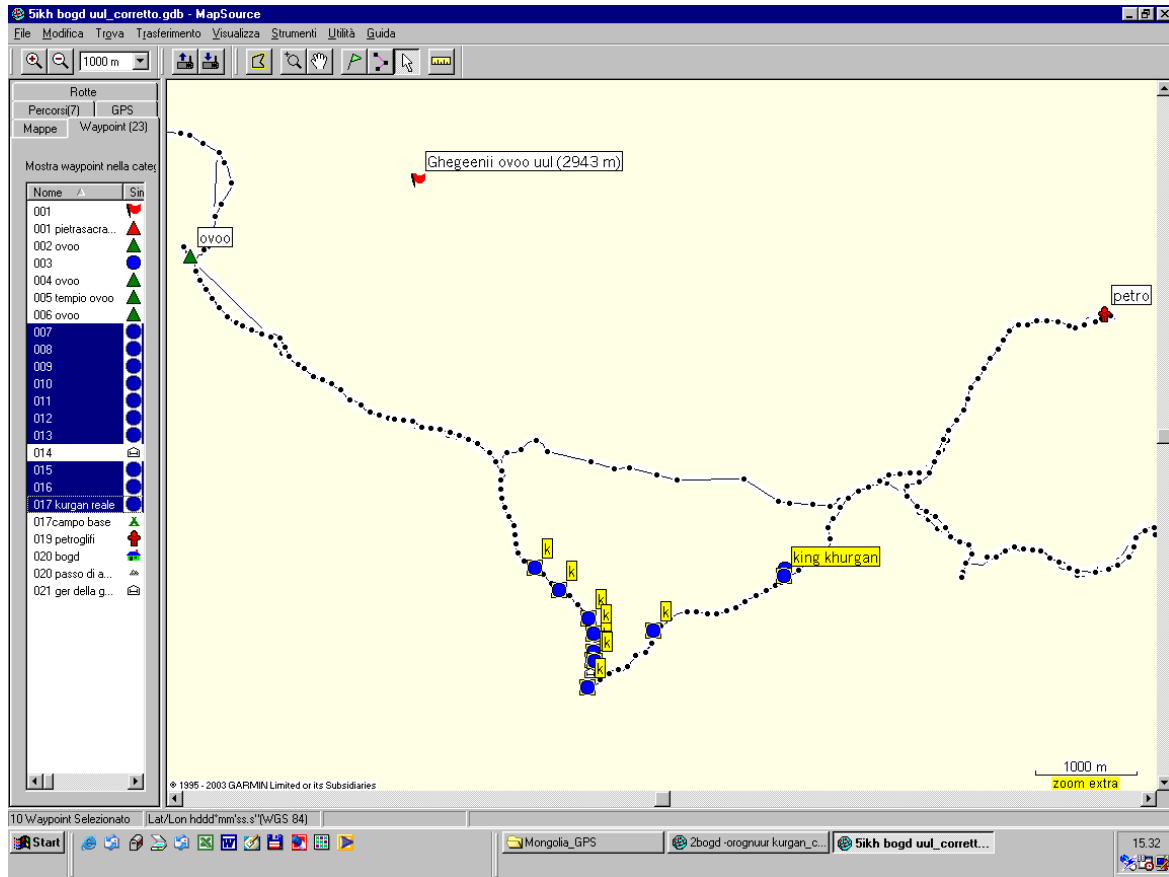 5ikh bogd uul_corretto.gdb - MapSource
File Modifica Trova Trasferimento Visualizza Strumenti Utilità Guida
1000 m
Rotte
Percorsi(7) GPS
Mappe Waypoint (23)
Mostra waypoint nella categ
Nome Sin
001
001 pietrasacra...
002 ovoo
003
004 ovoo
005 tempio ovoo
006 ovoo
007
008
009
010
011
012
013
014
015
016
017 kurgan reale
017campo base
019 petroglifi
020 bogd
020 passo di a...
021 ger della g...
Ghegeenii ovoo uul (2943 m)
ovoo
petro
k
k
k
k
k
k
k
king khurgan
1000 m
zoom extra
© 1995 - 2003 GARMIN Limited or its Subsidiaries
10 Waypoint Selezionato Lat/Lon hddd°mm'ss.s"(WGS 84)
Start Mongolia_GPS 2bogd -orognuur kurgan_c... 5ikh bogd uul_corrett... 15.32